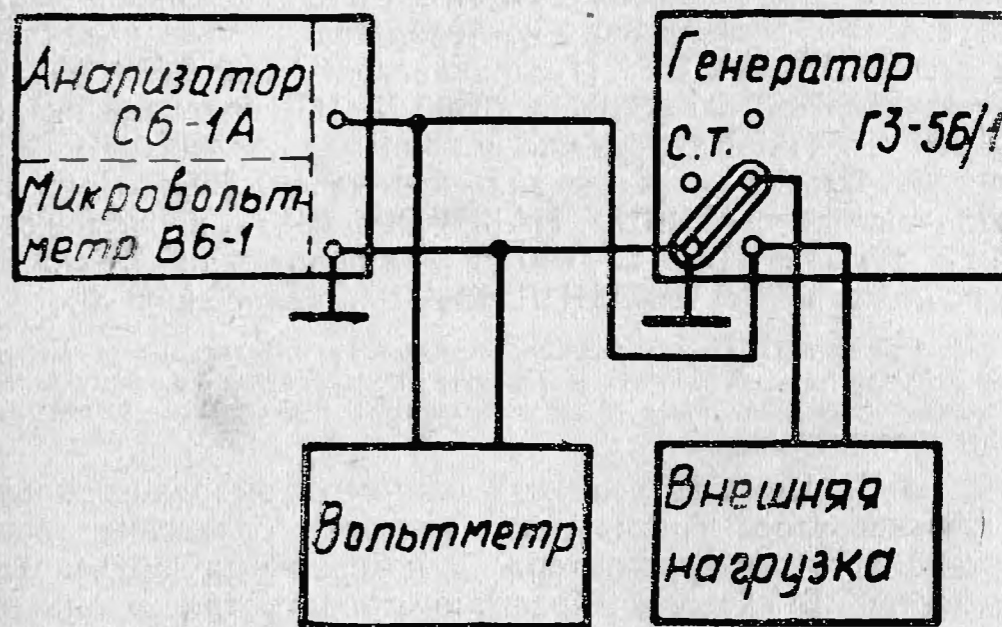 Анализатор
С6-1А
Микровольт-
метр В6-1
Генератор
Г3-56/1
С.Т.
Вольтметр
Внешняя
нагрузка